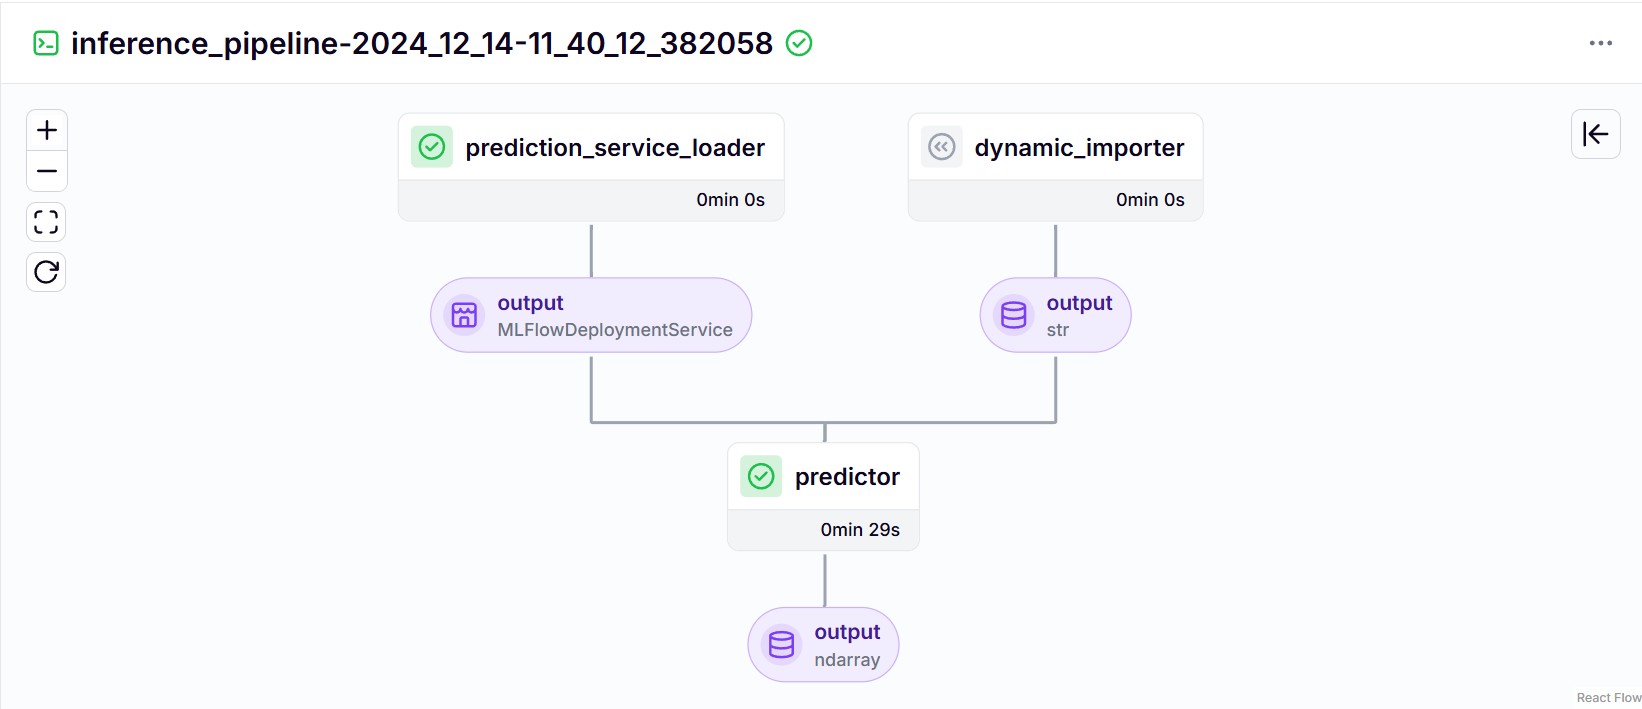 inference_pipeline-2024_12_14-11_40_12_382058
prediction_service_loader
0min 0s
dynamic_importer
0min 0s
output
MLFlowDeploymentService
output
str
predictor
0min 29s
output
ndarray
React Flow